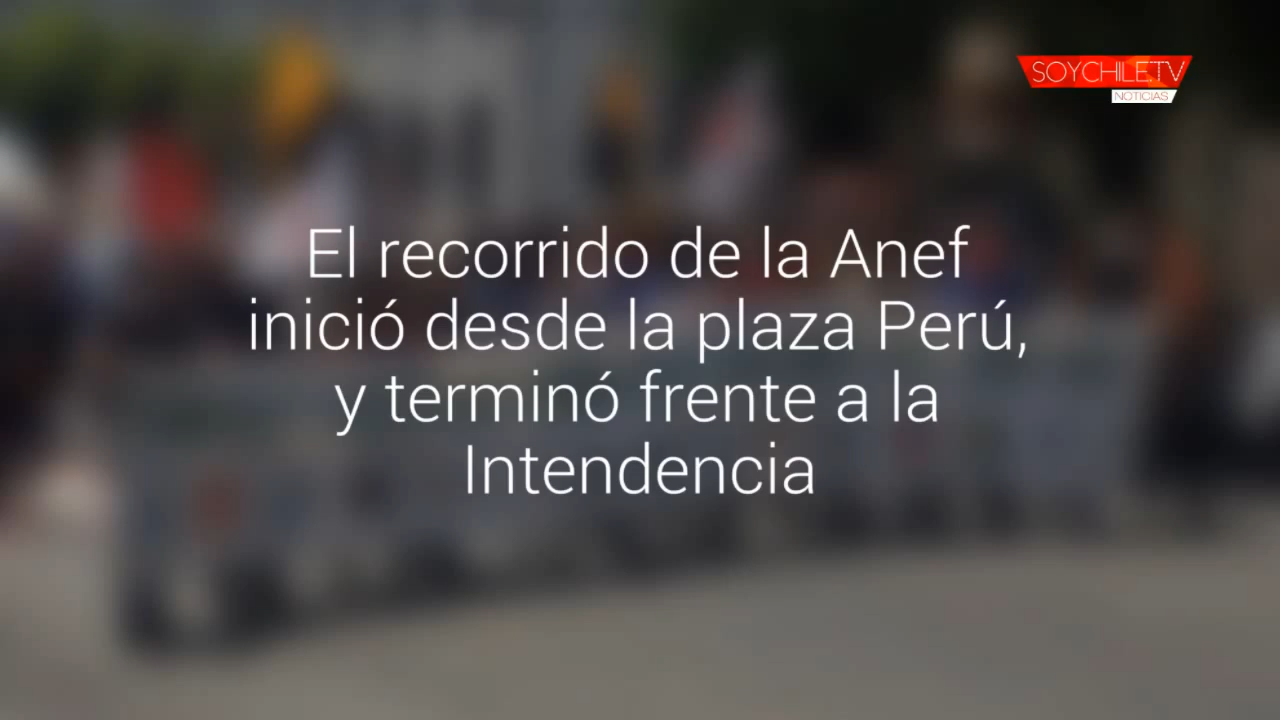 SOYCHILE.TV
NOTICIAS
El recorrido de la Anef
inició desde la plaza Perú,
y terminó frente a la
Intendencia